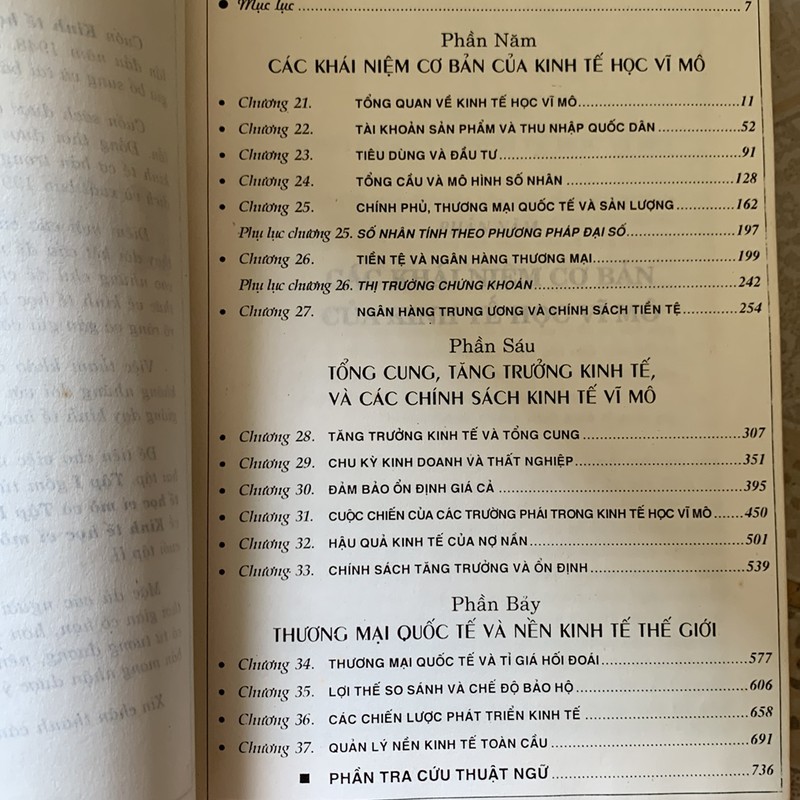 • Mục lục 7
Phần Năm
CÁC KHÁI NIỆM CƠ BẢN CỦA KINH TẾ HỌC VĨ MÔ
• Chương 21. TỔNG QUAN VỀ KINH TẾ HỌC VĨ MÔ 11
• Chương 22. TÀI KHOẢN SẢN PHẨM VÀ THU NHẬP QUỐC DÂN 52
• Chương 23. TIÊU DÙNG VÀ ĐẦU TƯ 91
• Chương 24. TỔNG CẦU VÀ MÔ HÌNH SỐ NHÂN 128
• Chương 25. CHÍNH PHỦ, THƯƠNG MẠI QUỐC TẾ VÀ SẢN LƯỢNG 162
Phụ lục chương 25. SỐ NHÂN TÍNH THEO PHƯƠNG PHÁP ĐẠI SỐ 197
• Chương 26. TIỀN TỆ VÀ NGÂN HÀNG THƯƠNG MẠI 199
Phụ lục chương 26. THỊ TRƯỜNG CHỨNG KHOÁN 242
• Chương 27. NGÂN HÀNG TRUNG ƯƠNG VÀ CHÍNH SÁCH TIỀN TỆ 254
Phần Sáu
TỔNG CUNG, TĂNG TRƯỞNG KINH TẾ,
VÀ CÁC CHÍNH SÁCH KINH TẾ VĨ MÔ
• Chương 28. TĂNG TRƯỞNG KINH TẾ VÀ TỔNG CUNG 307
• Chương 29. CHU KỲ KINH DOANH VÀ THẤT NGHIỆP 351
• Chương 30. ĐẢM BẢO ỔN ĐỊNH GIÁ CẢ 395
• Chương 31. CUỘC CHIẾN CỦA CÁC TRƯỜNG PHÁI TRONG KINH TẾ HỌC VĨ MÔ 450
• Chương 32. HẬU QUẢ KINH TẾ CỦA NỢ NẦN 501
• Chương 33. CHÍNH SÁCH TĂNG TRƯỞNG VÀ ỔN ĐỊNH 539
Phần Bảy
THƯƠNG MẠI QUỐC TẾ VÀ NỀN KINH TẾ THẾ GIỚI
• Chương 34. THƯƠNG MẠI QUỐC TẾ VÀ TỈ GIÁ HỐI ĐOÁI 577
• Chương 35. LỢI THẾ SO SÁNH VÀ CHẾ ĐỘ BẢO HỘ 606
• Chương 36. CÁC CHIẾN LƯỢC PHÁT TRIỂN KINH TẾ 658
• Chương 37. QUẢN LÝ NỀN KINH TẾ TOÀN CẦU 691
■ PHẦN TRA CỨU THUẬT NGỮ 736